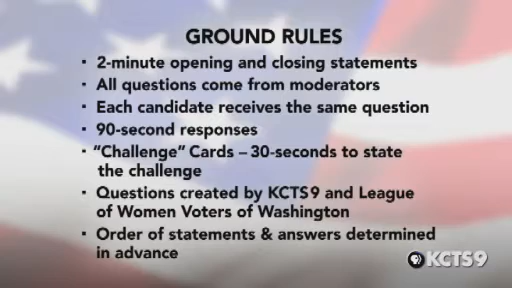 GROUND RULES
· 2-minute opening and closing statements
· All questions come from moderators
· Each candidate receives the same question
· 90-second responses
· “Challenge” Cards – 30-seconds to state
the challenge
· Questions created by KCTS9 and League
of Women Voters of Washington
· Order of statements & answers determined
in advance
KCTS9